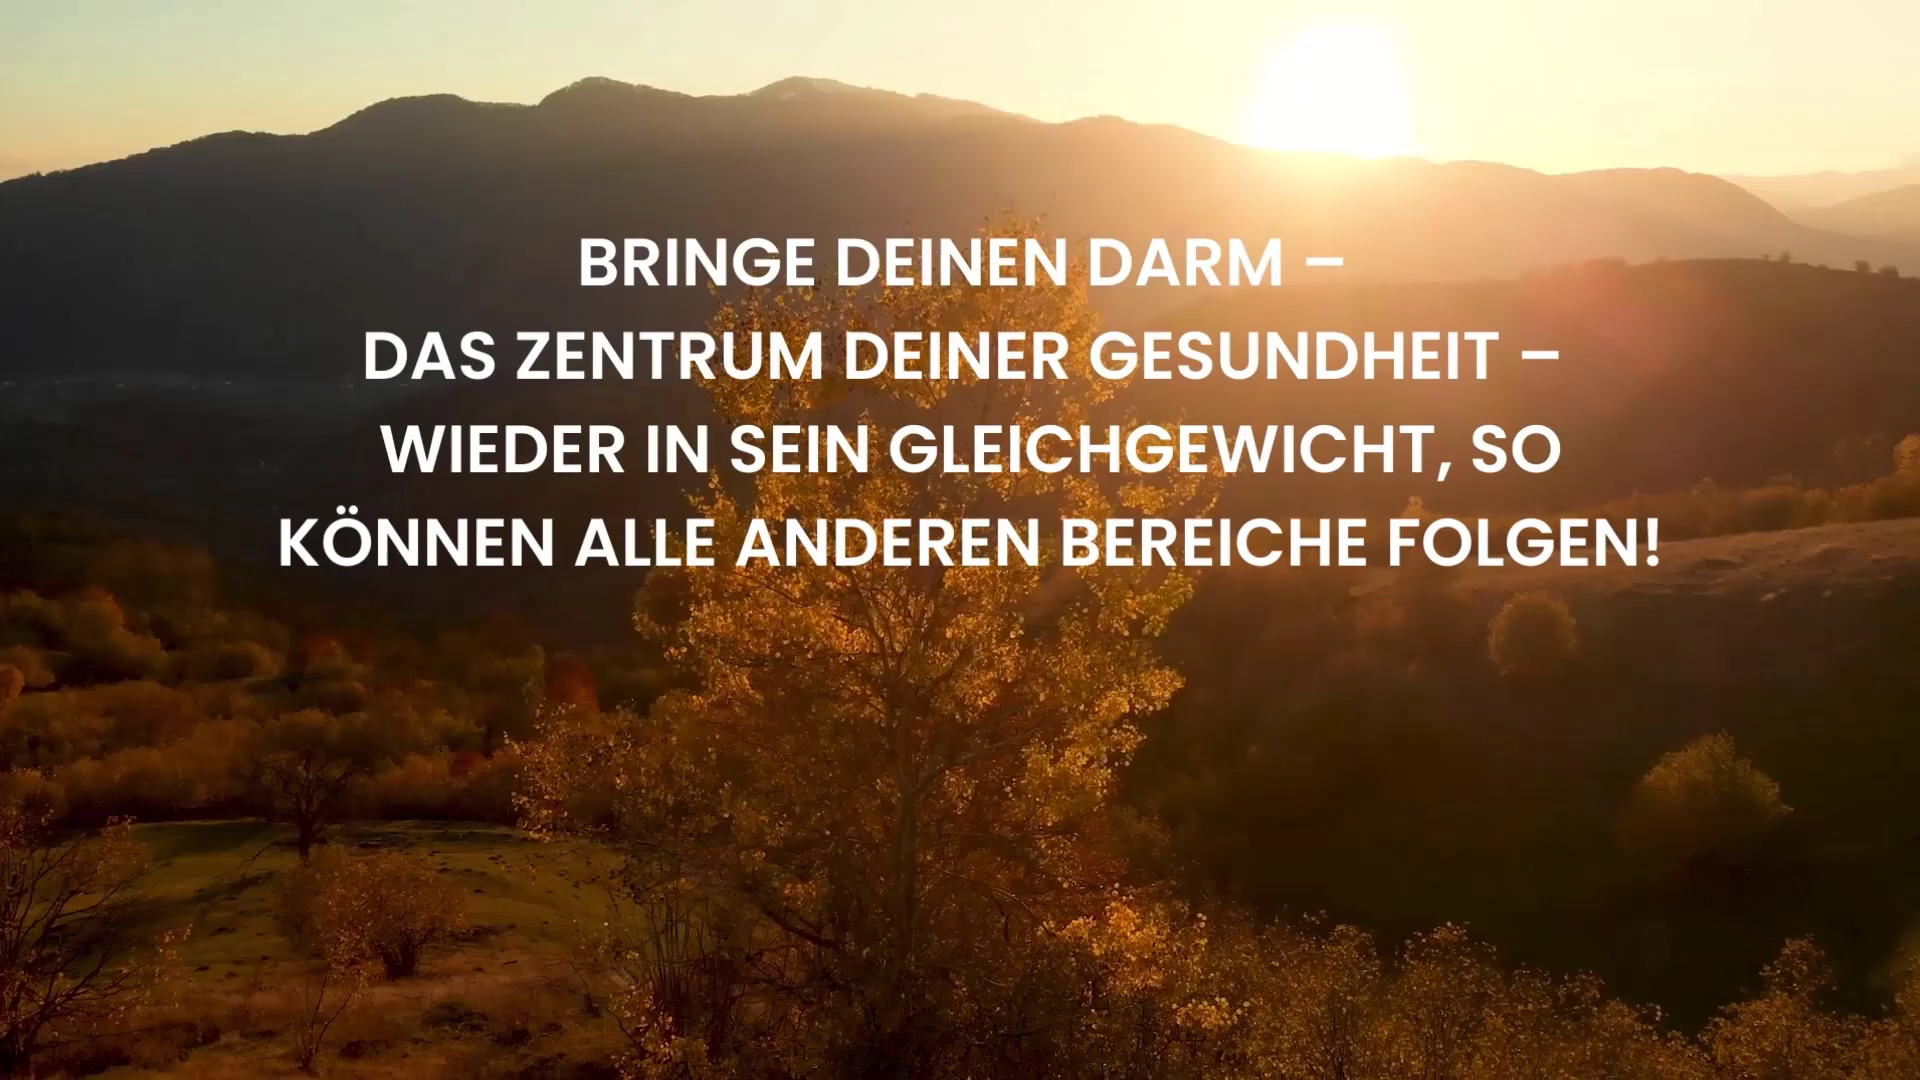 BRINGE DEINEN DARM –
DAS ZENTRUM DEINER GESUNDHEIT –
WIEDER IN SEIN GLEICHGEWICHT, SO
KÖNNEN ALLE ANDEREN BEREICHE FOLGEN!